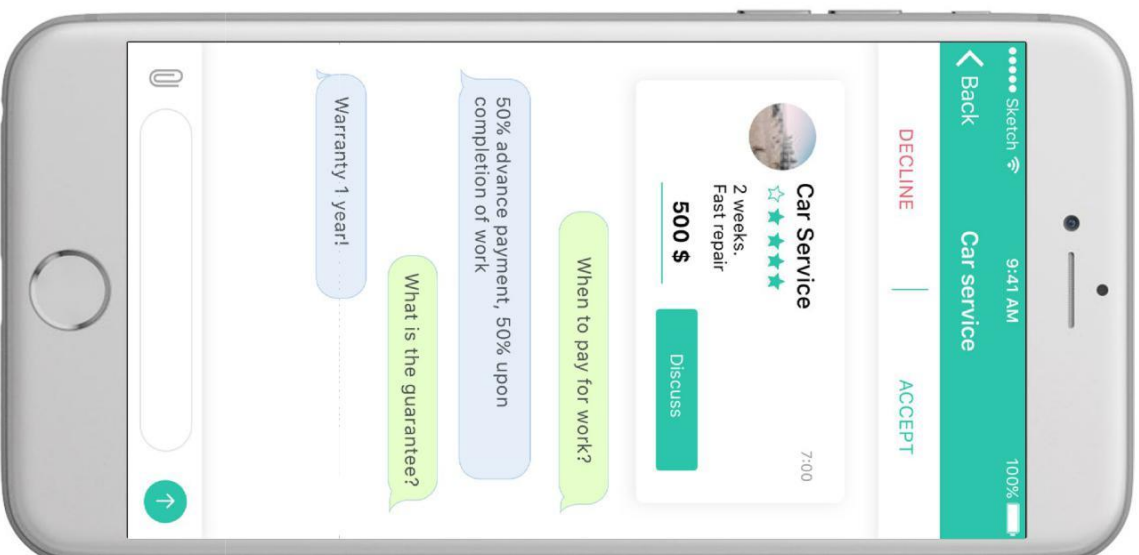 Sketch 9:41 AM 100%
Back Car service
DECLINE ACCEPT
Car Service 7:00
2 weeks.
Fast repair
500 $ Discuss
When to pay for work?
50% advance payment, 50% upon
completion of work
What is the guarantee?
Warranty 1 year!